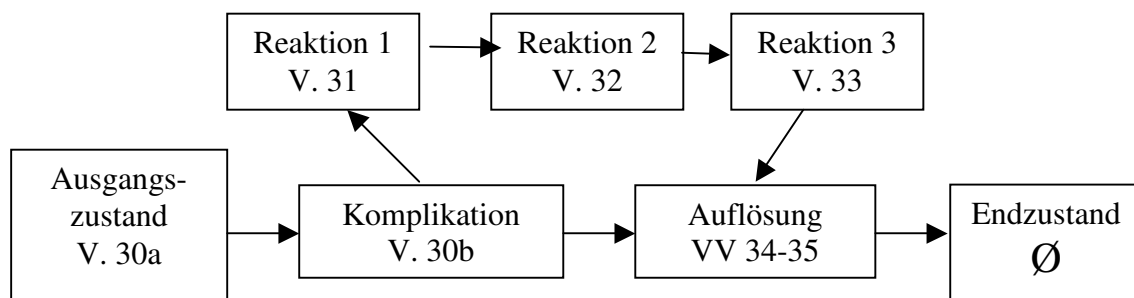 Reaktion 1
V. 31
Reaktion 2
V. 32
Reaktion 3
V. 33
Ausgangs-
zustand
V. 30a
Komplikation
V. 30b
Auflösung
VV 34-35
Endzustand
Ø